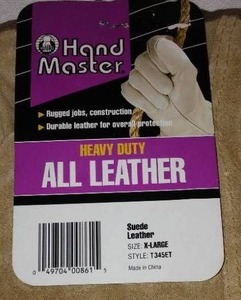 Hand
Master
Rugged jobs, construction
Durable leather for overall protection
HEAVY DUTY
ALL LEATHER
Suede
Leather
SIZE: X-LARGE
STYLE: T345ET
Made in China
0 49704 00861 5